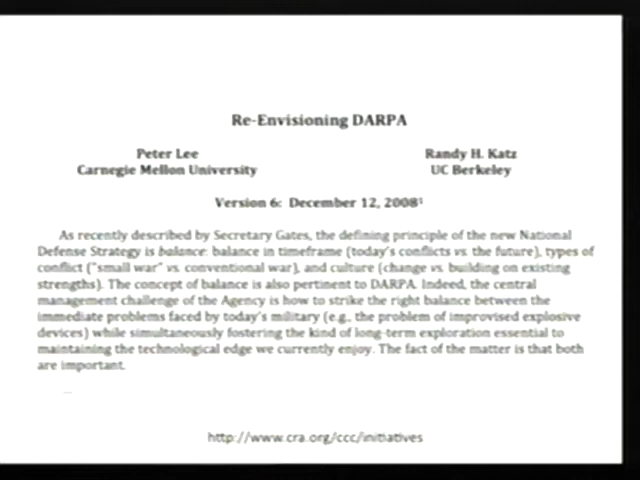 Re-Envisioning DARPA
Peter Lee Randy H. Katz
Carnegie Mellon University UC Berkeley
Version 6: December 12, 2008¹
As recently described by Secretary Gates, the defining principle of the new National
Defense Strategy is balance: balance in timeframe (today's conflicts vs. the future), types of
conflict ("small war" vs. conventional war), and culture (change vs. building on existing
strengths). The concept of balance is also pertinent to DARPA. Indeed, the central
management challenge of the Agency is how to strike the right balance between the
immediate problems faced by today's military (e.g., the problem of improvised explosive
devices) while simultaneously fostering the kind of long-term exploration essential to
maintaining the technological edge we currently enjoy. The fact of the matter is that both
are important.
...
http://www.cra.org/ccc/initiatives